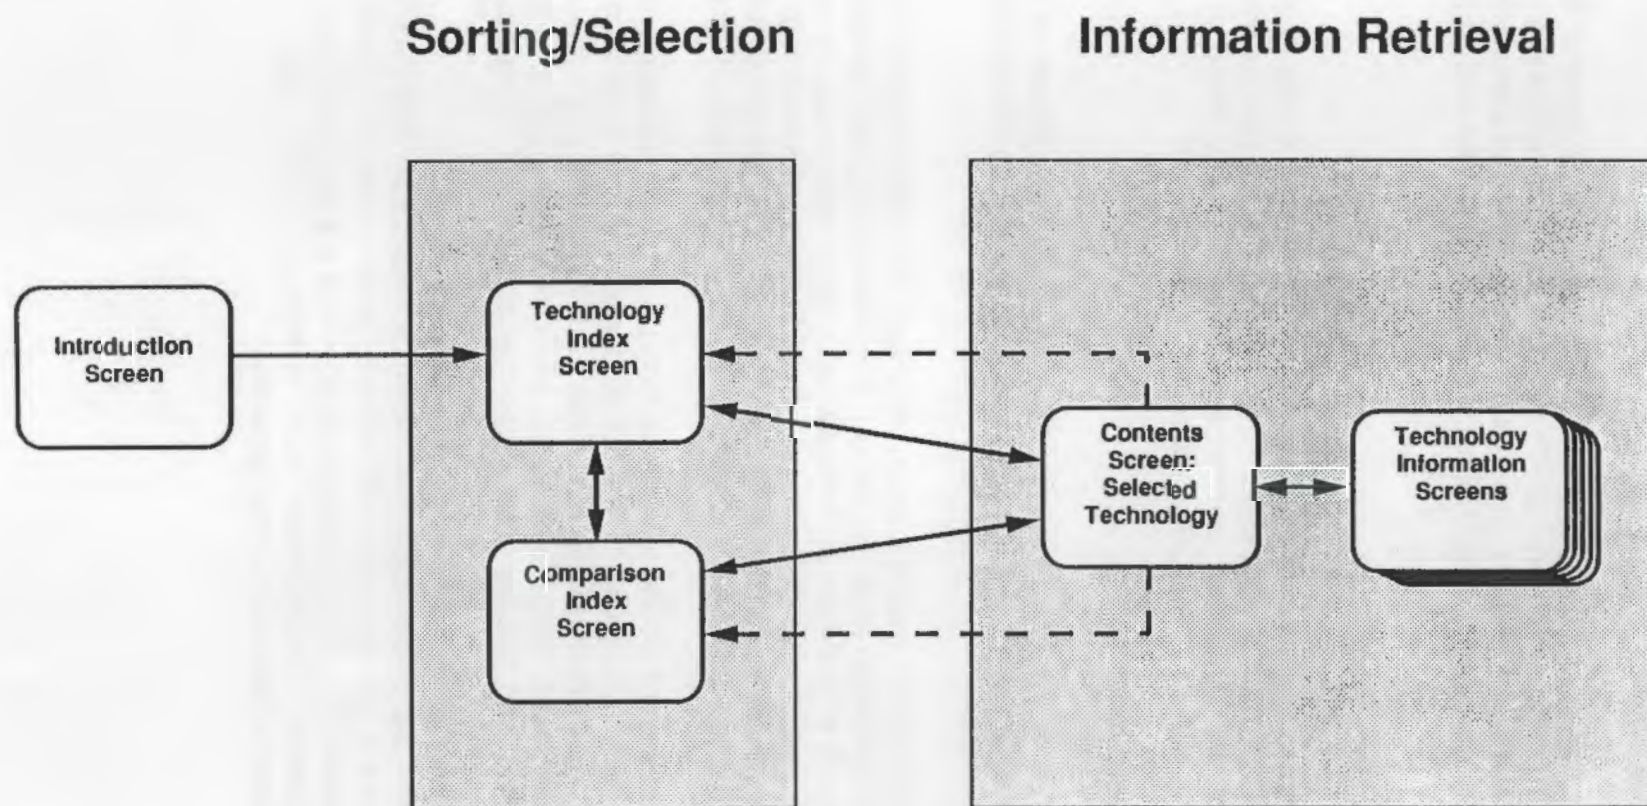 Sorting/Selection
Information Retrieval
Introduction
Screen
Technology
Index
Screen
Comparison
Index
Screen
Contents
Screen:
Selected
Technology
Technology
Information
Screens